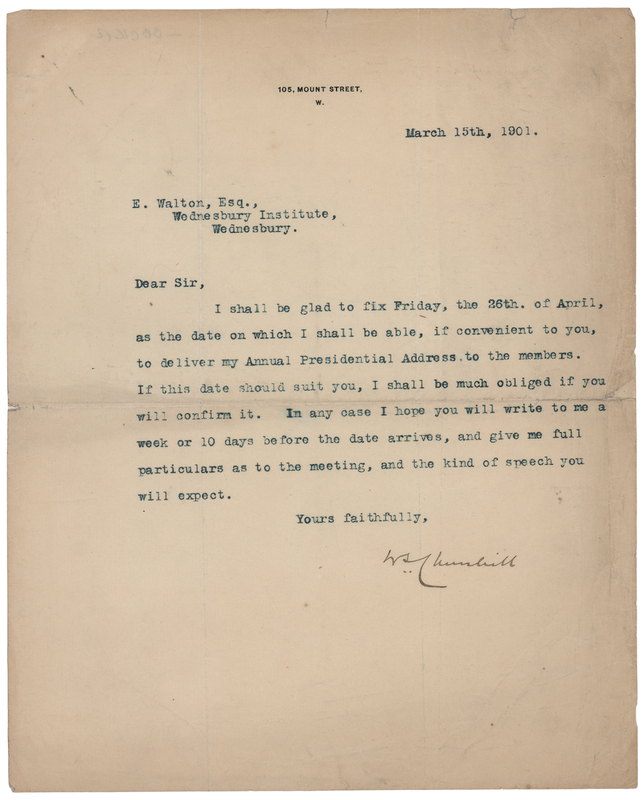 105, MOUNT STREET,
W.
March 15th, 1901.
E. Walton, Esq.,
Wednesbury Institute,
Wednesbury.
Dear Sir,
I shall be glad to fix Friday, the 26th. of April,
as the date on which I shall be able, if convenient to you,
to deliver my Annual Presidential Address.to the members.
If this date should suit you, I shall be much obliged if you
will confirm it. In any case I hope you will write to me a
week or 10 days before the date arrives, and give me full
particulars as to the meeting, and the kind of speech you
will expect.
Yours faithfully,
WS Churchill